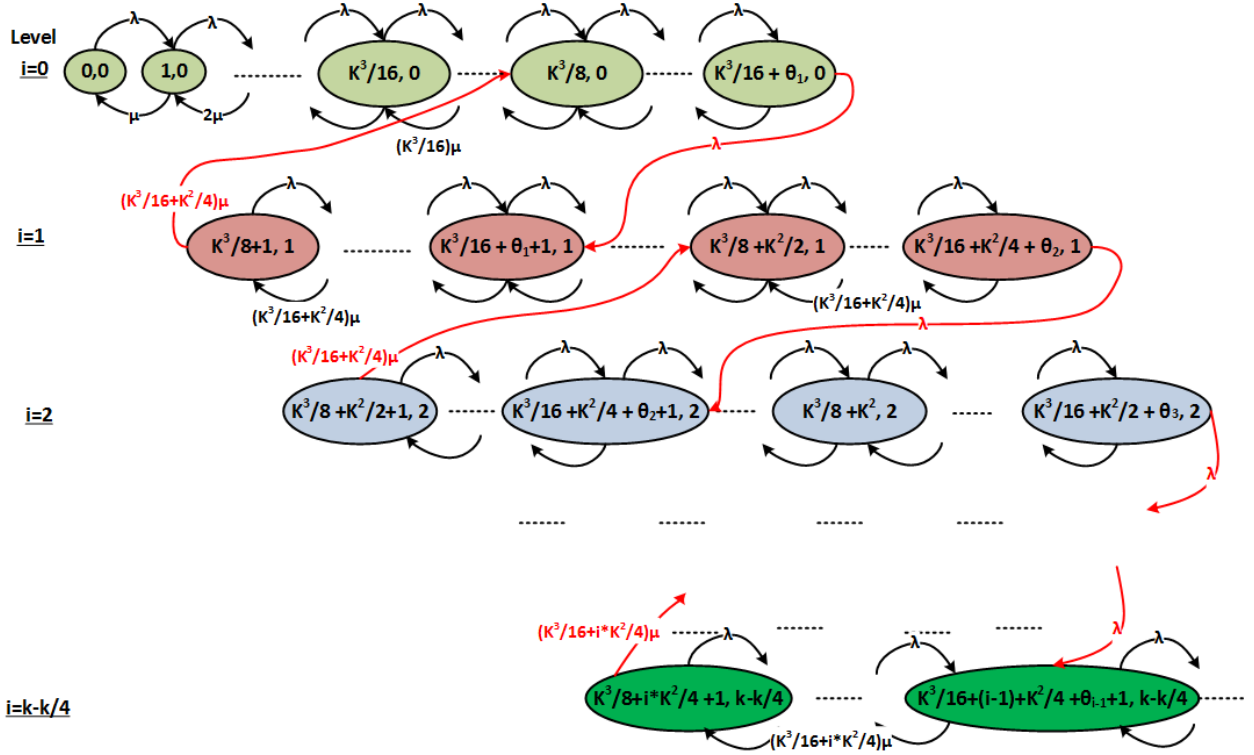 Level
i=0
λ λ λ λ λ λ λ
0,0 1,0 K³/16, 0 K³/8, 0 K³/16 + θ₁, 0
μ 2μ
(K³/16)μ
λ
(K³/16+K²/4)μ
λ λ λ λ λ λ
i=1
K³/8+1, 1 K³/16 + θ₁+1, 1 K³/8 +K²/2, 1 K³/16 +K²/4 + θ₂, 1
(K³/16+K²/4)μ (K³/16+K²/4)μ
λ
(K³/16+K²/4)μ
λ λ λ λ λ λ
i=2
K³/8 +K²/2+1, 2 K³/16 +K²/4 + θ₂+1, 2 K³/8 +K², 2 K³/16 +K²/2 + θ₃, 2
λ
(K³/16+i*K²/4)μ
λ λ λ λ
K³/8+i*K²/4 +1, k-k/4 K³/16+(i-1)+K²/4 +θᵢ₋₁+1, k-k/4
i=k-k/4
(K³/16+i*K²/4)μ